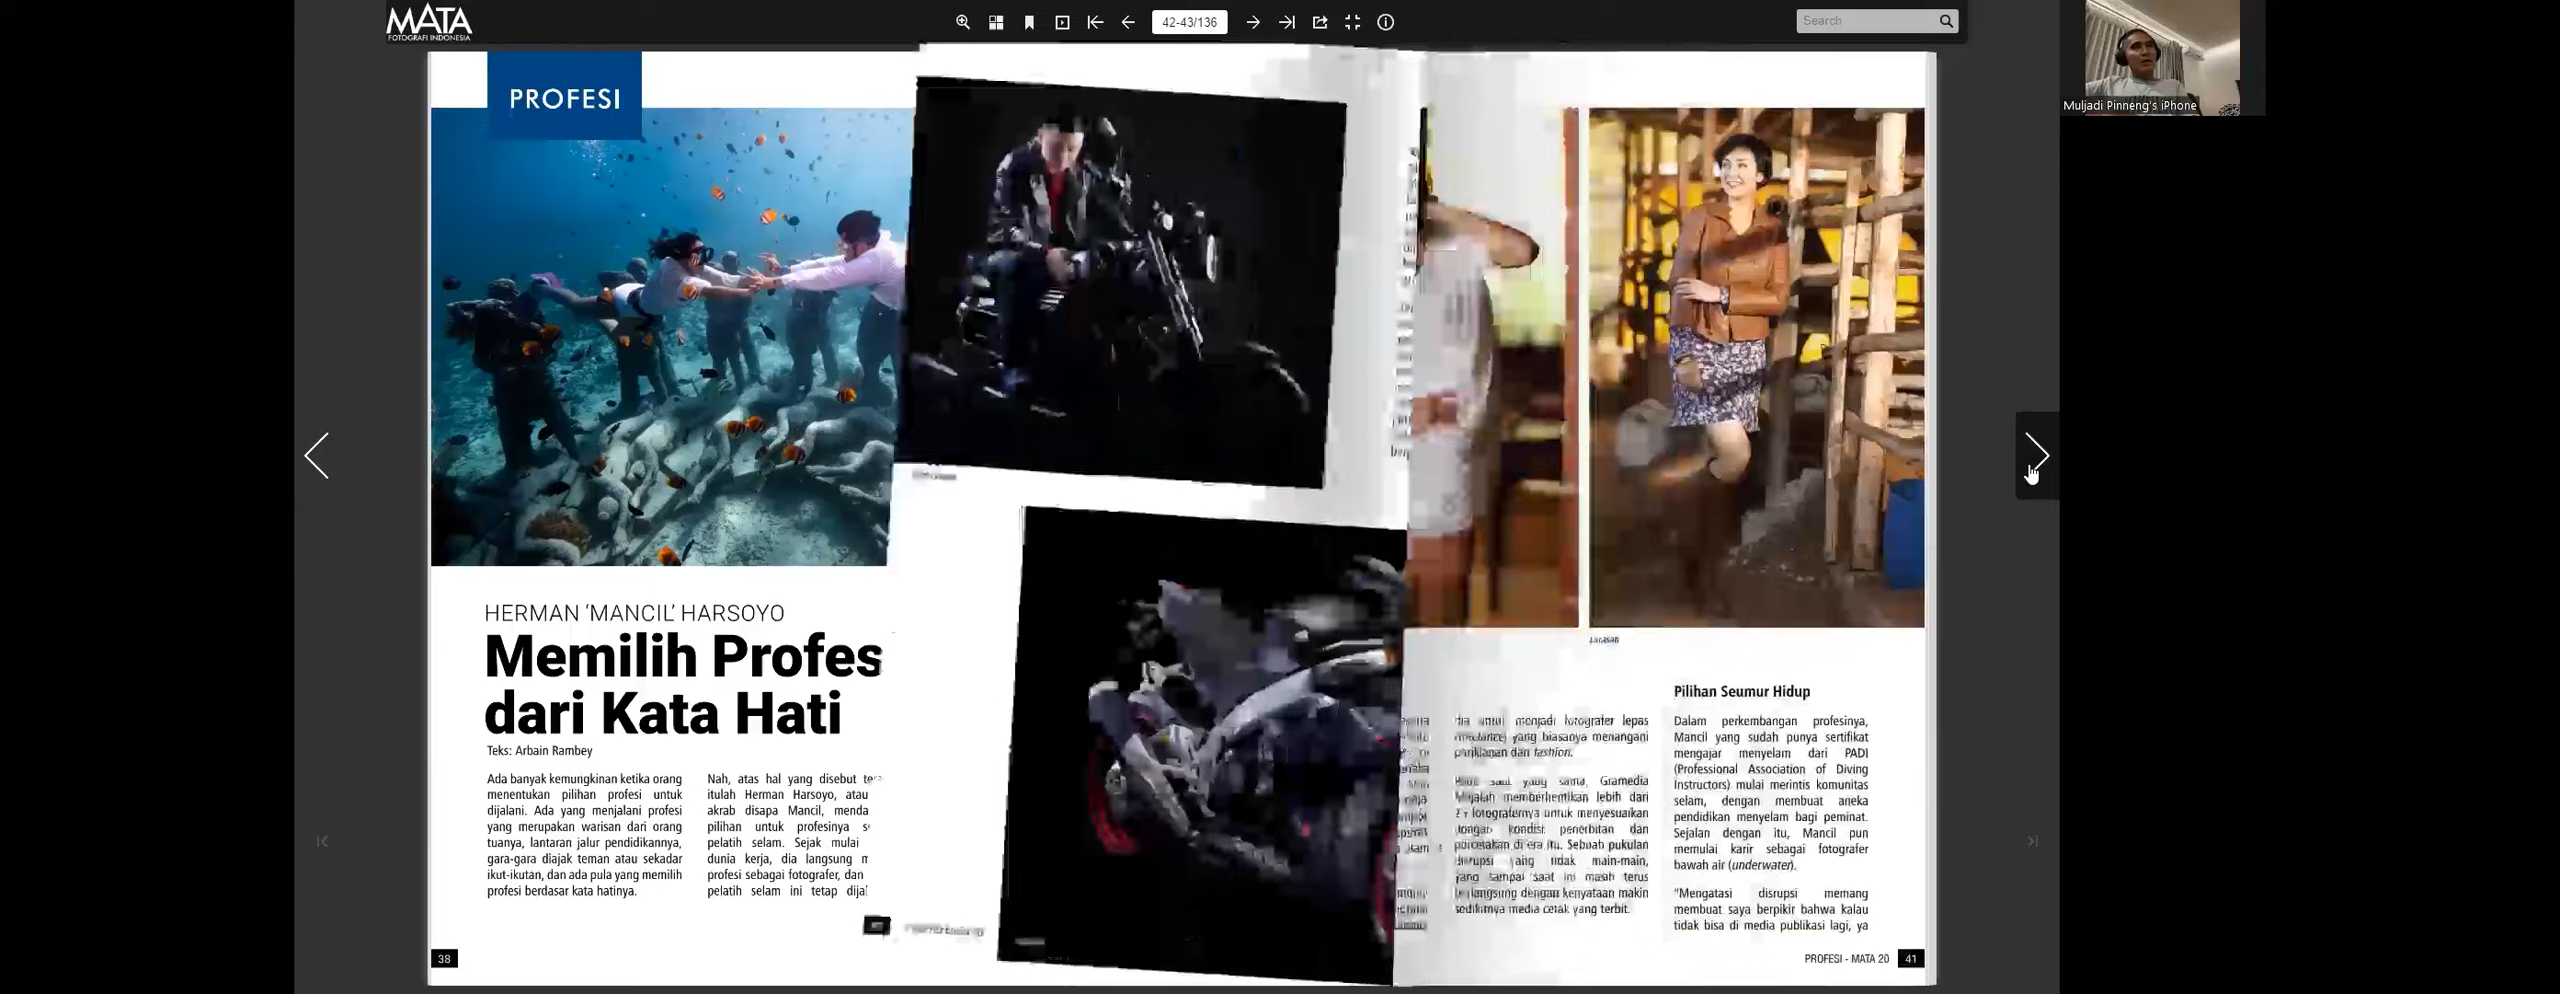 MATA
FOTOGRAFI INDONESIA
42-43/136
Search
Muljadi Pinneng's iPhone
PROFESI
HERMAN ‘MANCIL’ HARSOYO
Memilih Profes
dari Kata Hati
Teks: Arbain Rambey
Ada banyak kemungkinan ketika orang
menentukan pilihan profesi untuk
dijalani. Ada yang menjalani profesi
yang merupakan warisan dari orang
tuanya, lantaran jalur pendidikannya,
gara-gara diajak teman atau sekadar
ikut-ikutan, dan ada pula yang memilih
profesi berdasar kata hatinya.
Nah, atas hal yang disebut
itulah Herman Harsoyo, atau
akrab disapa Mancil, menda
pilihan untuk profesinya
pelatih selam. Sejak mulai
dunia kerja, dia langsung
profesi sebagai fotografer, dan
pelatih selam ini tetap
38
untuk menjadi fotografer lepas
yang biasanya menangani
periklanan dan fashion.
saat yang sama, Gramedia
Majalah memberhentikan lebih dari
fotografernya untuk menyesuaikan
dengan kondisi penerbitan dan
percetakan di era itu. Sebuah pukulan
disrupsi yang tidak main-main,
yang sampai saat ini masih terus
berlangsung dengan kenyataan makin
sedikitnya media cetak yang terbit.
Pilihan Seumur Hidup
Dalam perkembangan profesinya,
Mancil yang sudah punya sertifikat
mengajar menyelam dari PADI
(Professional Association of Diving
Instructors) mulai merintis komunitas
selam, dengan membuat aneka
pendidikan menyelam bagi peminat.
Sejalan dengan itu, Mancil pun
memulai karir sebagai fotografer
bawah air (underwater).
“Mengatasi disrupsi memang
membuat saya berpikir bahwa kalau
tidak bisa di media publikasi lagi, ya
PROFESI - MATA 20 41